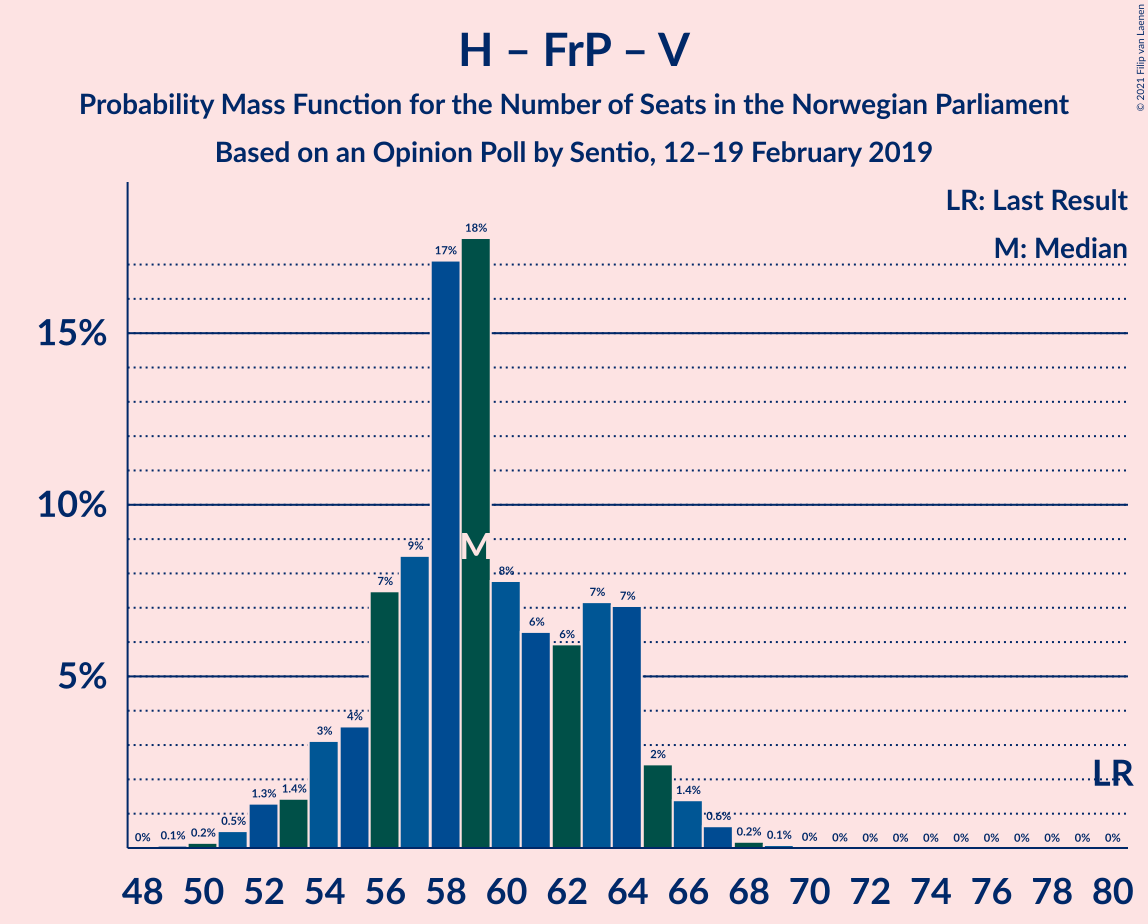 H – FrP – V
Probability Mass Function for the Number of Seats in the Norwegian Parliament
Based on an Opinion Poll by Sentio, 12–19 February 2019
© 2021 Filip van Laenen
LR: Last Result
M: Median
15%
10%
5%
0% 0.1% 0.2% 0.5% 1.3% 1.4% 3% 4% 7% 9% 17% 18% 8% 6% 6% 7% 7% 2% 1.4% 0.6% 0.2% 0.1% 0% 0% 0% 0% 0% 0% 0% 0% 0% 0% 0%
M
LR
48 50 52 54 56 58 60 62 64 66 68 70 72 74 76 78 80